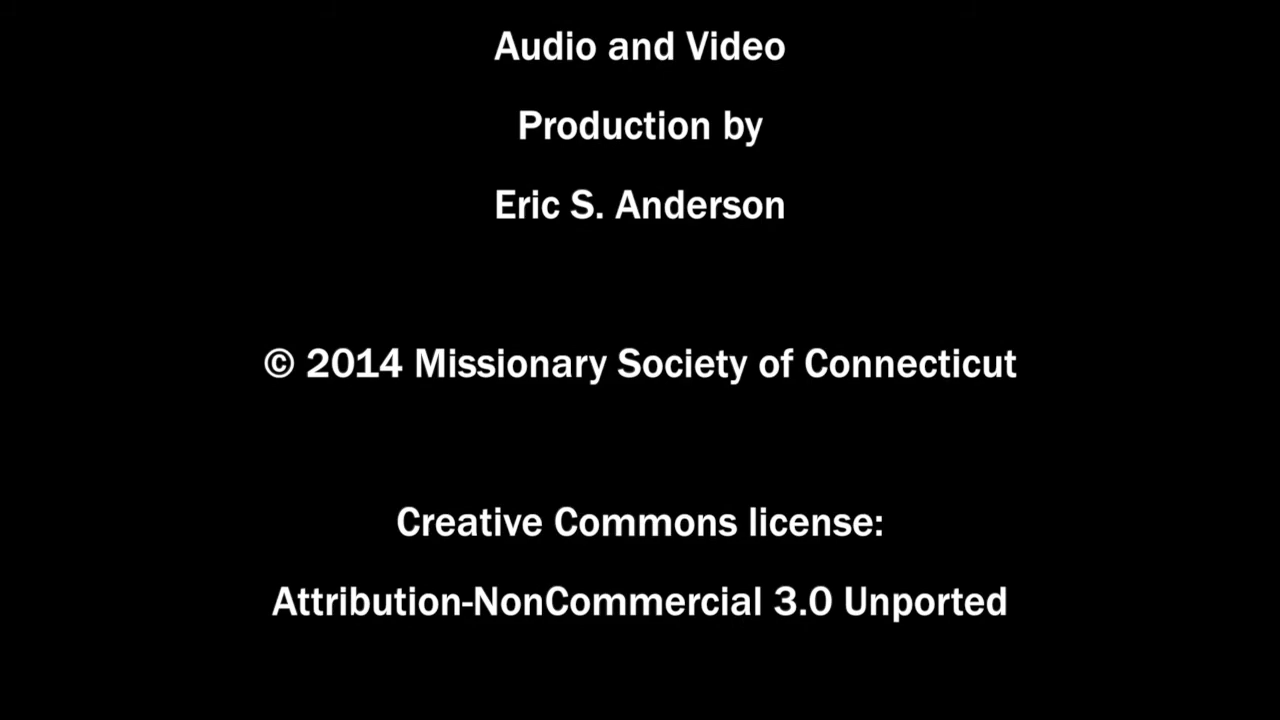 Audio and Video
Production by
Eric S. Anderson
© 2014 Missionary Society of Connecticut
Creative Commons license:
Attribution-NonCommercial 3.0 Unported